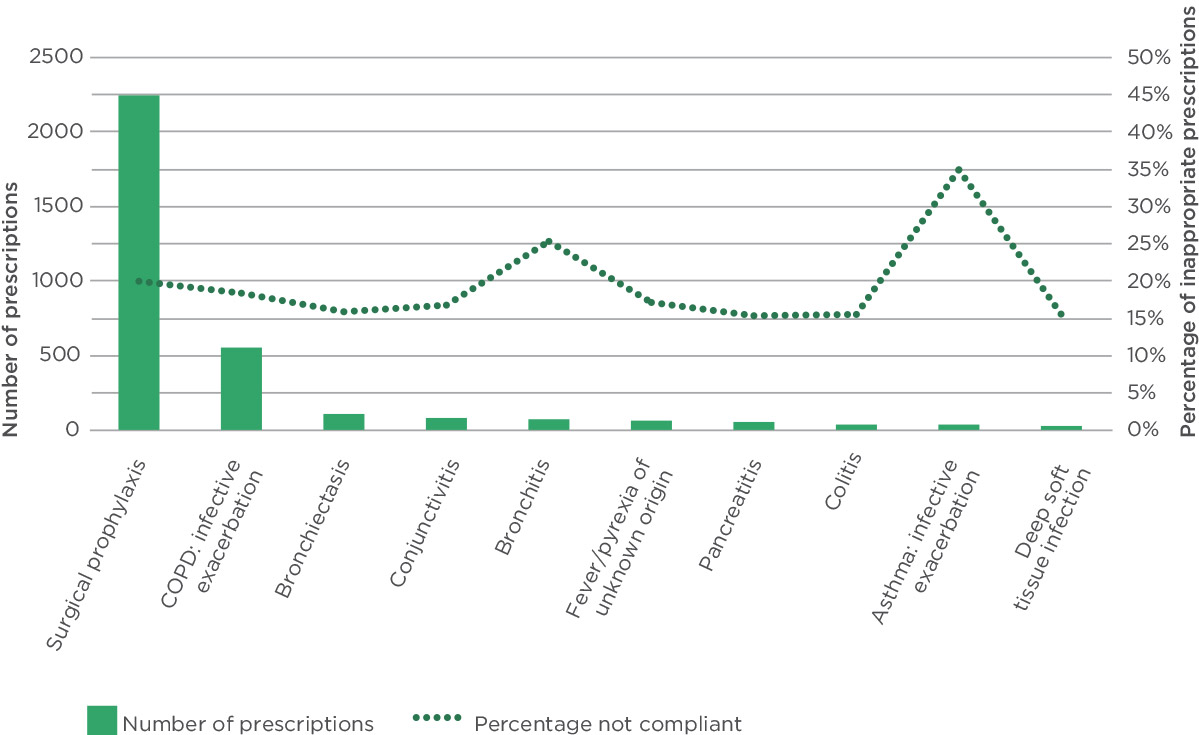 Number of prescriptions
2500
2000
1500
1000
500
0
50%
45%
40%
35%
30%
25%
20%
15%
10%
5%
0%
Percentage of inappropriate prescriptions
Surgical prophylaxis
COPD: infective
exacerbation
Bronchiectasis
Conjunctivitis
Bronchitis
Fever/pyrexia of
unknown origin
Pancreatitis
Colitis
Asthma: infective
exacerbation
Deep soft
tissue infection
Number of prescriptions
Percentage not compliant